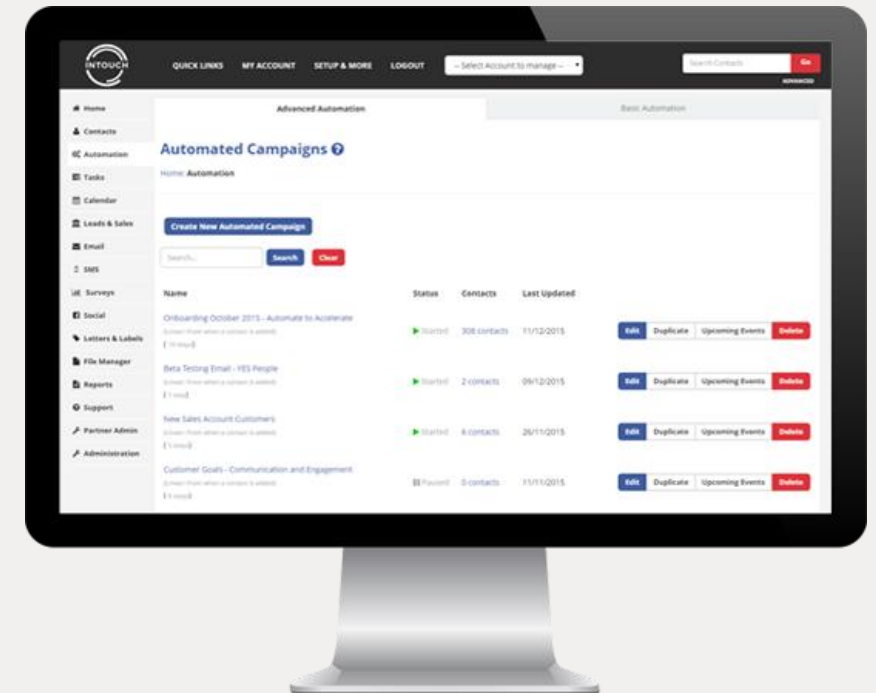 INTOUCH
QUICK LINKS MY ACCOUNT SETUP & MORE LOGOUT -- Select Account to manage -- Search Contacts Go
ADVANCED
Home
Contacts
Automation
Tasks
Calendar
Leads & Sales
Email
SMS
Surveys
Social
Letters & Labels
File Manager
Reports
Support
Partner Admin
Administration
Advanced Automation Basic Automation
Automated Campaigns
Home Automation
Create New Automated Campaign
Search... Search Clear
Name Status Contacts Last Updated
Onboarding October 2015 - Automate to Accelerate
Started 308 contacts 11/12/2015 Edit Duplicate Upcoming Events Delete
Beta Testing Email - YES People
Started 2 contacts 09/12/2015 Edit Duplicate Upcoming Events Delete
[1 step]
New Sales Account Customers
Started 6 contacts 26/11/2015 Edit Duplicate Upcoming Events Delete
Customer Goals - Communication and Engagement
Paused 0 contacts 11/11/2015 Edit Duplicate Upcoming Events Delete